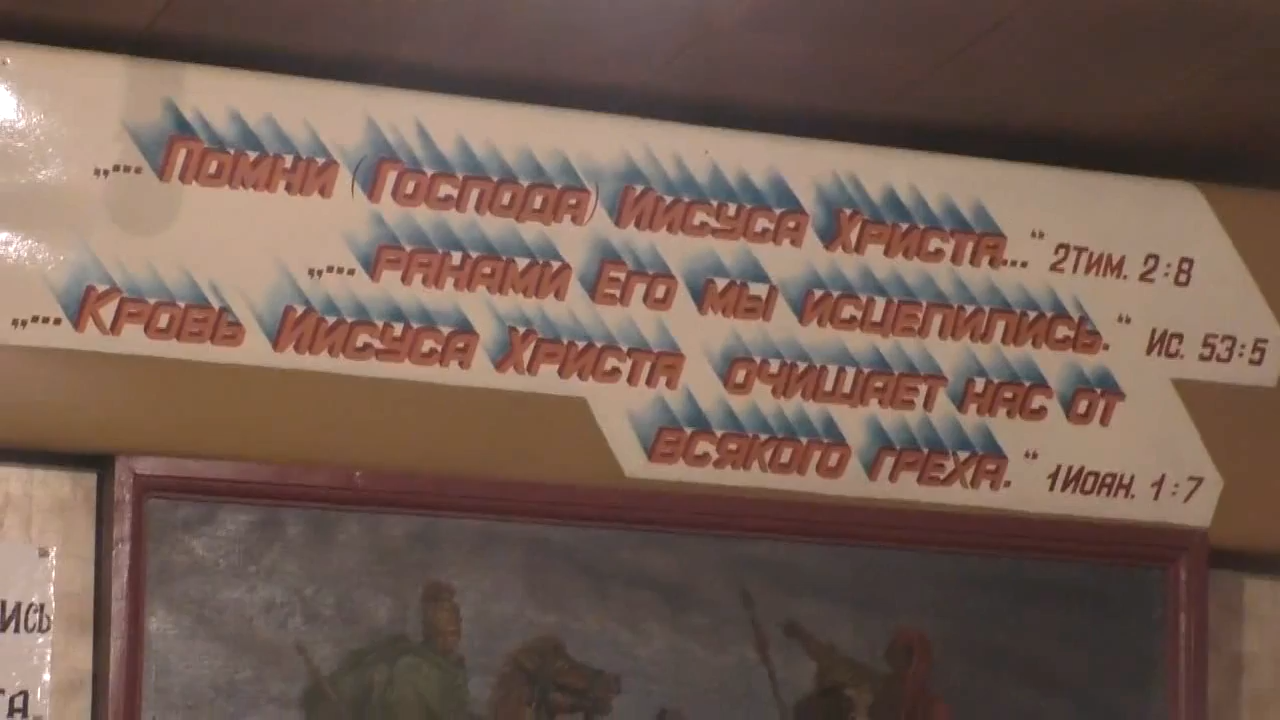 „... Помни (Господа) Иисуса Христа..." 2Тим. 2:8
„... ранами Его мы исцелились." Ис. 53:5
„... Кровь Иисуса Христа очищает нас от
всякого греха." 1Иоан. 1:7